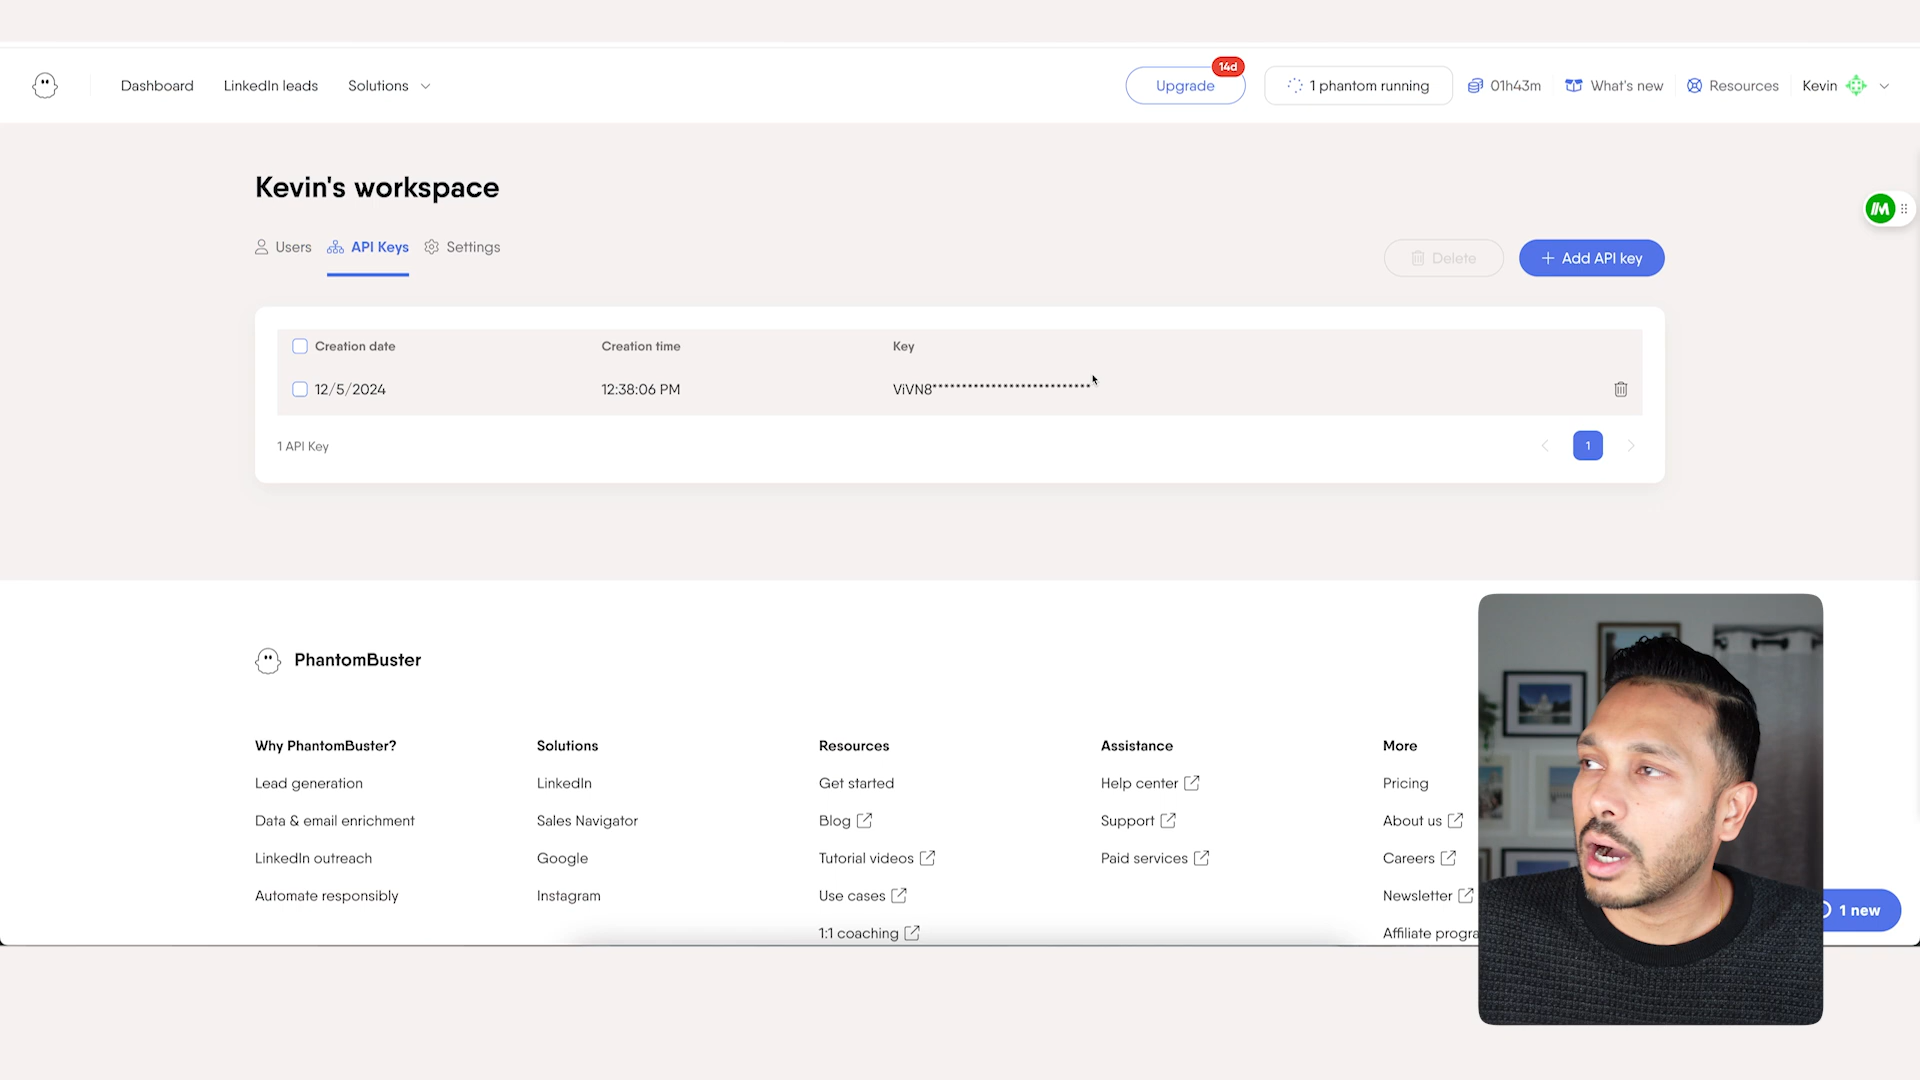 Dashboard LinkedIn leads Solutions Upgrade 14d 1 phantom running 01h43m What's new Resources Kevin
Kevin's workspace
Users API Keys Settings
Delete + Add API key
Creation date Creation time Key
12/5/2024 12:38:06 PM ViVN8***************************
1 API Key 1
PhantomBuster
Why PhantomBuster? Solutions Resources Assistance More
Lead generation LinkedIn Get started Help center Pricing
Data & email enrichment Sales Navigator Blog Support About us
LinkedIn outreach Google Tutorial videos Paid services Careers
Automate responsibly Instagram Use cases Newsletter
1 new
1:1 coaching Affiliate progra